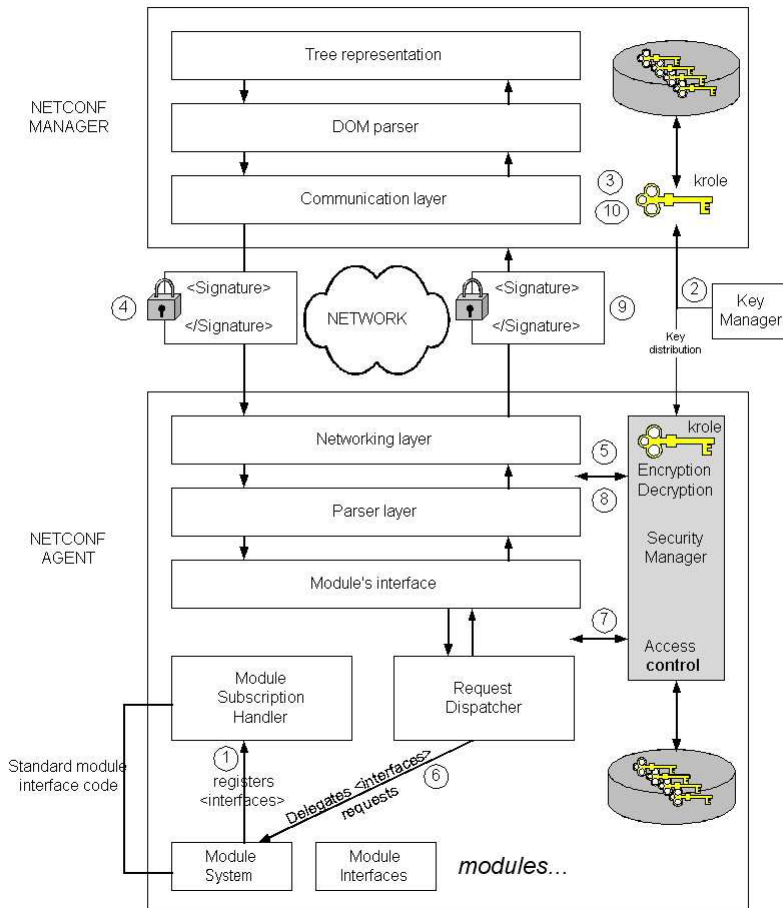 Tree representation
NETCONF
MANAGER
DOM parser
Communication layer
3
10
krole
4
<Signature>
</Signature>
NETWORK
<Signature>
</Signature>
9
2
Key
Manager
Key
distribution
Networking layer
krole
5
Encryption
Decryption
8
Parser layer
NETCONF
AGENT
Security
Manager
Module's interface
7
Access
control
Module
Subscription
Handler
Request
Dispatcher
1
registers
<interfaces>
Delegates <interfaces>
requests
6
Standard module
interface code
Module
System
Module
Interfaces
modules...